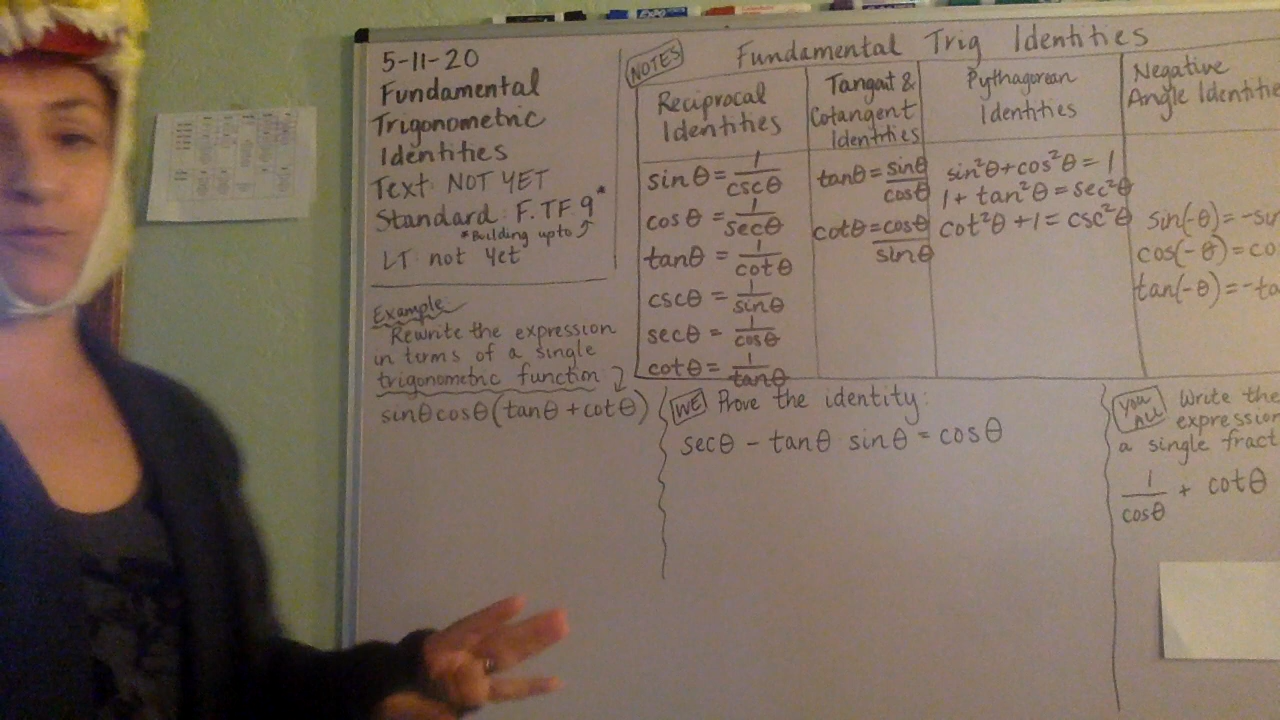 EXPO
5-11-20
Fundamental
Trigonometric
Identities
Text: NOT YET
Standard: F.TF.9*
*Building up to
LT: not yet
NOTES
Fundamental Trig Identities
Reciprocal
Identities
sinθ = 1/cscθ
cosθ = 1/secθ
tanθ = 1/cotθ
cscθ = 1/sinθ
secθ = 1/cosθ
cotθ = 1/tanθ
Tangent &
Cotangent
Identities
tanθ = sinθ/cosθ
cotθ = cosθ/sinθ
Pythagorean
Identities
sin²θ + cos²θ = 1
1 + tan²θ = sec²θ
cot²θ + 1 = csc²θ
Negative
Angle Identitie
sin(-θ) = -si
cos(-θ) = co
tan(-θ) = -ta
Example:
Rewrite the expression
in terms of a single
trigonometric function
sinθcosθ(tanθ + cotθ)
WE Prove the identity:
secθ - tanθ sinθ = cosθ
YOU ALL Write the
expression
a single fract
1/cosθ + cotθ